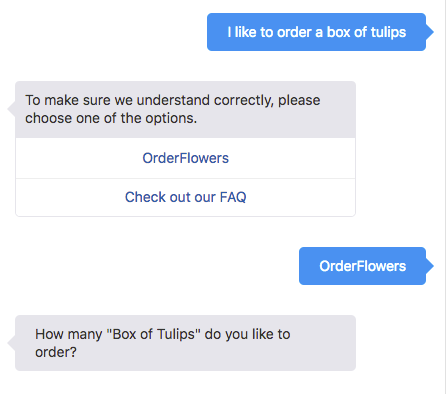 I like to order a box of tulips
To make sure we understand correctly, please
choose one of the options.
OrderFlowers
Check out our FAQ
OrderFlowers
How many "Box of Tulips" do you like to
order?